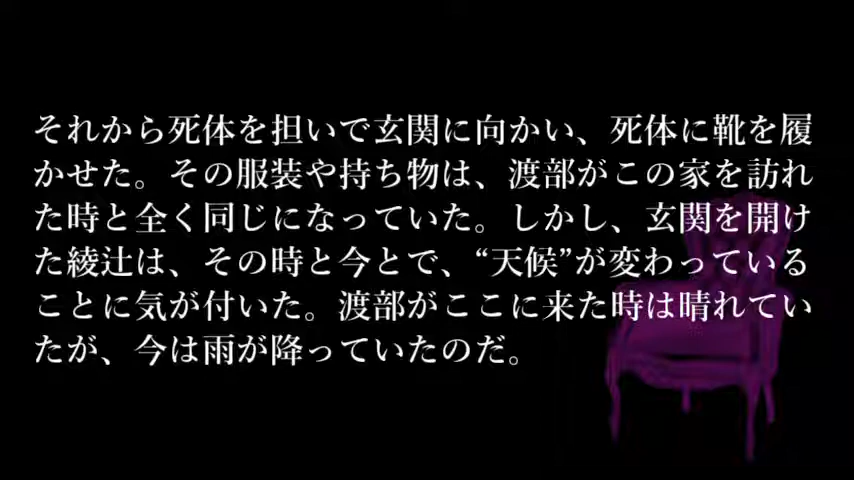 それから死体を担いで玄関に向かい、死体に靴を履
かせた。その服装や持ち物は、渡部がこの家を訪れ
た時と全く同じになっていた。しかし、玄関を開け
た綾辻は、その時と今とで、“天候”が変わっている
ことに気が付いた。渡部がここに来た時は晴れてい
たが、今は雨が降っていたのだ。